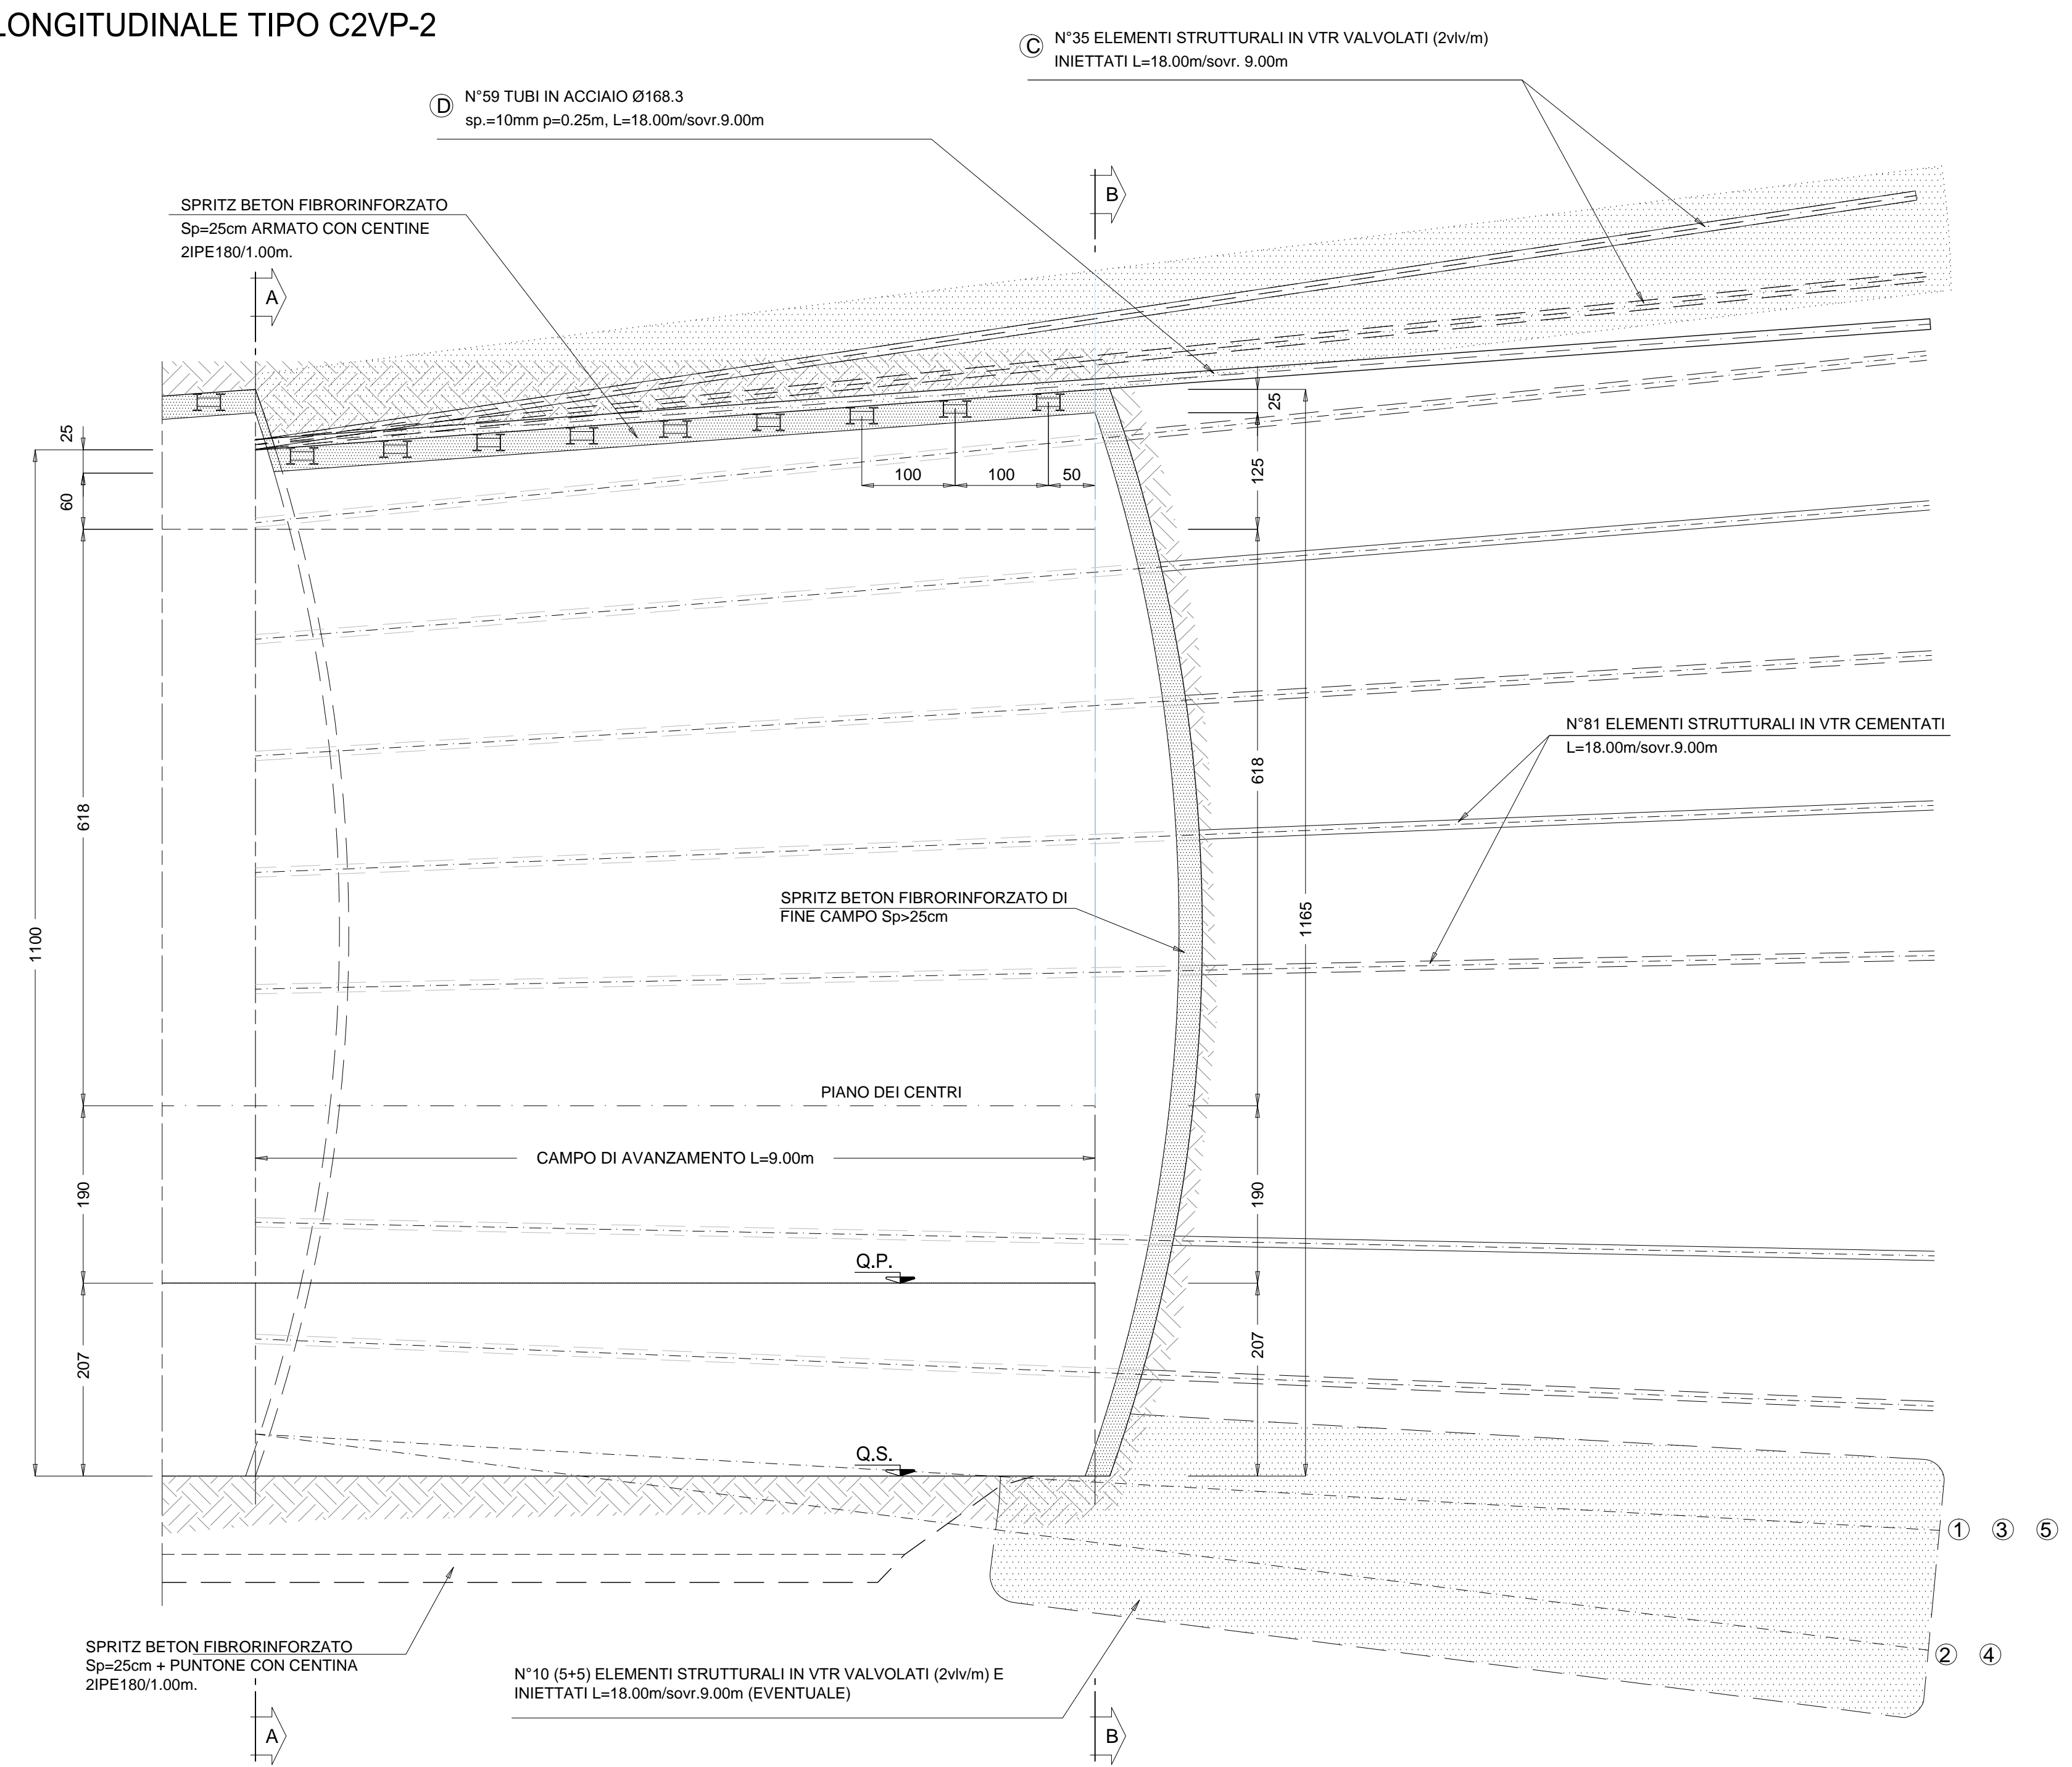 LONGITUDINALE TIPO C2VP-2
C
N°35 ELEMENTI STRUTTURALI IN VTR VALVOLATI (2vlv/m)
INIETTATI L=18.00m/sovr. 9.00m
D
N°59 TUBI IN ACCIAIO Ø168.3
sp.=10mm p=0.25m, L=18.00m/sovr.9.00m
SPRITZ BETON FIBRORINFORZATO
Sp=25cm ARMATO CON CENTINE
2IPE180/1.00m.
A
B
25
60
618
190
207
1100
100
100
50
25
125
618
190
207
1165
N°81 ELEMENTI STRUTTURALI IN VTR CEMENTATI
L=18.00m/sovr.9.00m
SPRITZ BETON FIBRORINFORZATO DI
FINE CAMPO Sp>25cm
PIANO DEI CENTRI
CAMPO DI AVANZAMENTO L=9.00m
Q.P.
Q.S.
1 3 5
2 4
SPRITZ BETON FIBRORINFORZATO
Sp=25cm + PUNTONE CON CENTINA
2IPE180/1.00m.
N°10 (5+5) ELEMENTI STRUTTURALI IN VTR VALVOLATI (2vlv/m) E
INIETTATI L=18.00m/sovr.9.00m (EVENTUALE)
A
B